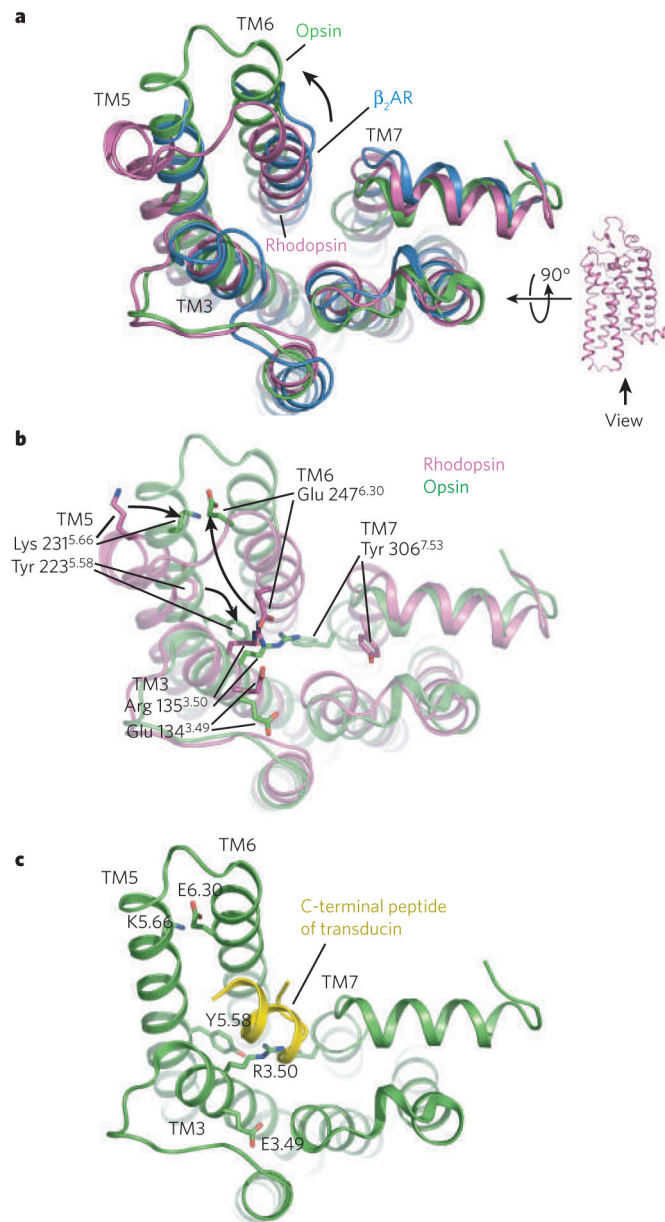 a
TM6
Opsin
TM5
β₂AR
TM7
Rhodopsin
TM3
90°
View
b
Rhodopsin
Opsin
TM6
Glu 247⁶·³⁰
TM5
Lys 231⁵·⁶⁶
Tyr 223⁵·⁵⁸
TM7
Tyr 306⁷·⁵³
TM3
Arg 135³·⁵⁰
Glu 134³·⁴⁹
c
TM6
TM5
E6.30
K5.66
C-terminal peptide
of transducin
TM7
Y5.58
R3.50
TM3
E3.49